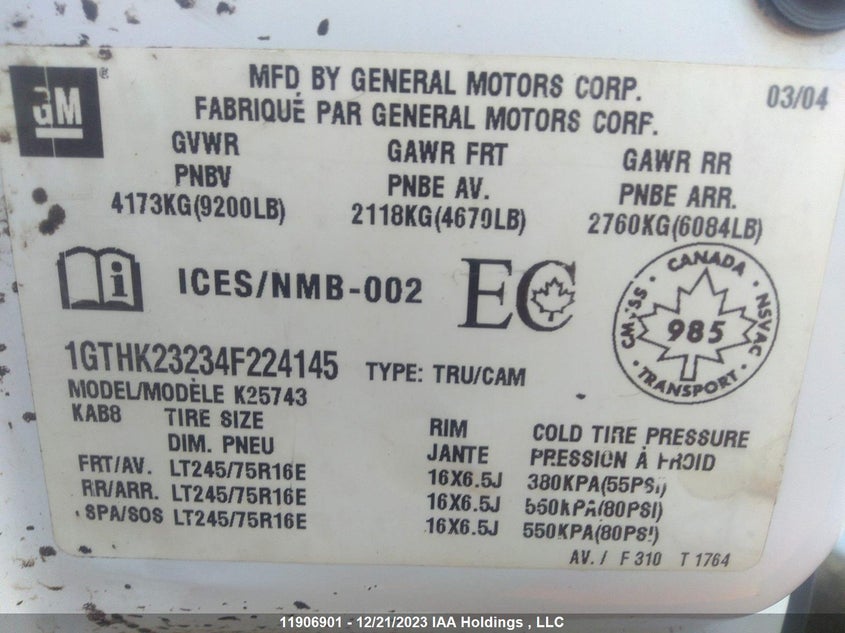 GM ®
MFD BY GENERAL MOTORS CORP. 03/04
FABRIQUÉ PAR GENERAL MOTORS CORP.
GVWR GAWR FRT GAWR RR
PNBV PNBE AV. PNBE ARR.
4173KG(9200LB) 2118KG(4670LB) 2760KG(6084LB)
i ICES/NMB-002 EC
CANADA
CMVSS NSVAC
985
TRANSPORT
1GTHK23234F224145 TYPE: TRU/CAM
MODEL/MODÈLE K25743
KAB8 TIRE SIZE RIM COLD TIRE PRESSURE
DIM. PNEU JANTE PRESSION À FROID
FRT/AV. LT245/75R16E 16X6.5J 380KPA(55PSI)
RR/ARR. LT245/75R16E 16X6.5J 550KPA(80PSI)
SPA/SOS LT245/75R16E 16X6.5J 550KPA(80PSI)
AV. / F 310 T 1764
11906901 - 12/21/2023 IAA Holdings , LLC